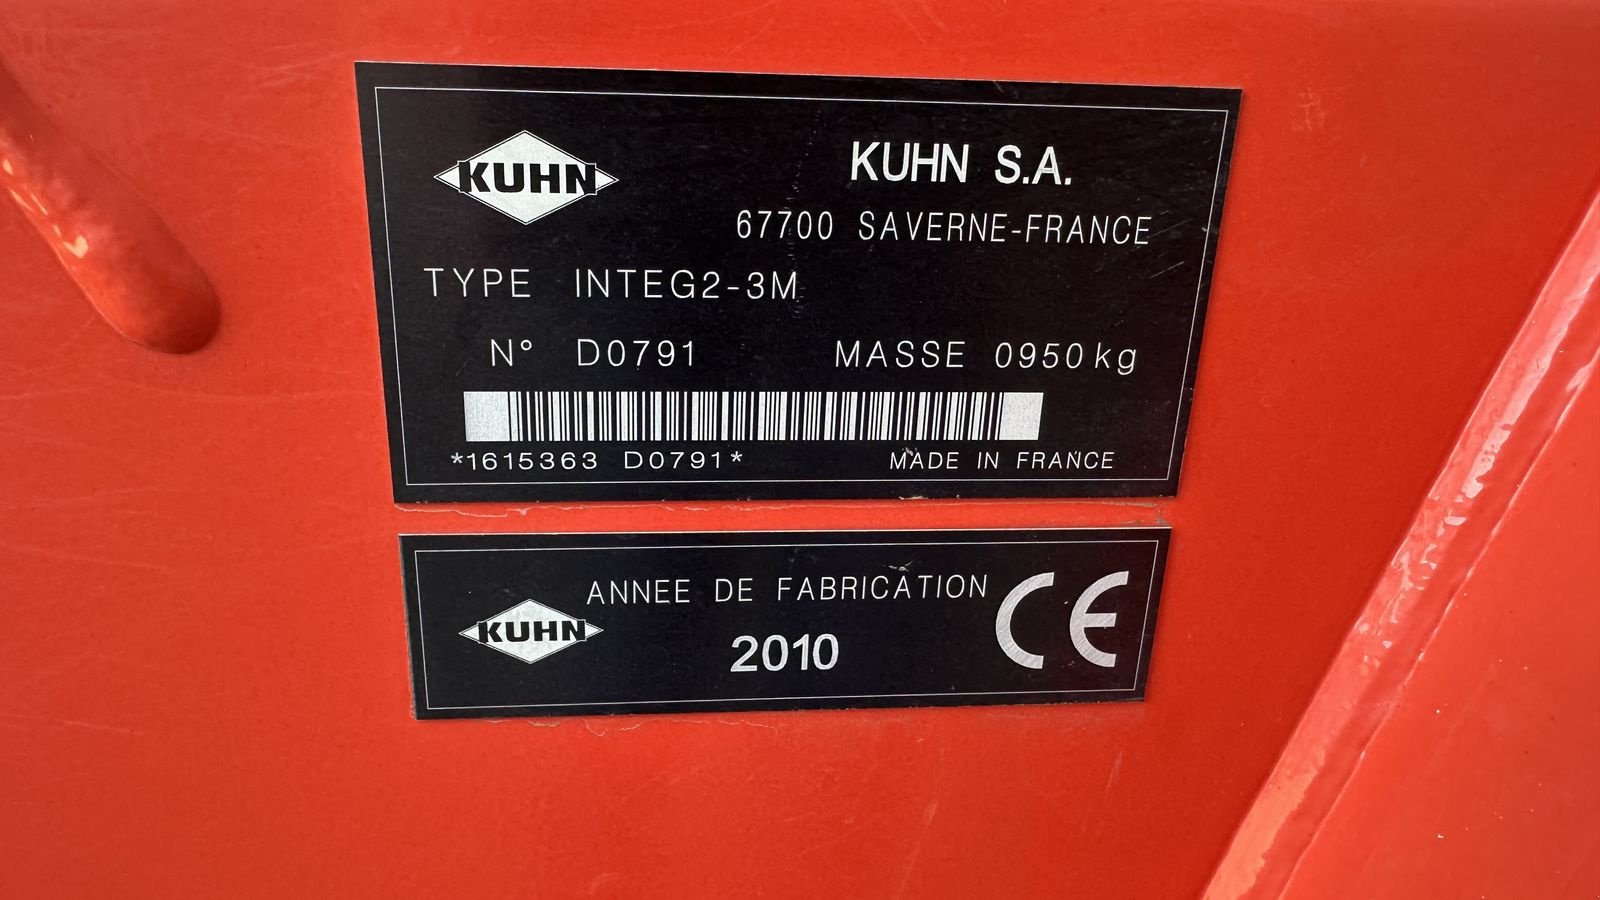 KUHN
KUHN S.A.
67700 SAVERNE-FRANCE
TYPE INTEG2-3M
N° D0791 MASSE 0950kg
*1615363 D0791* MADE IN FRANCE
KUHN
ANNEE DE FABRICATION
2010
CE